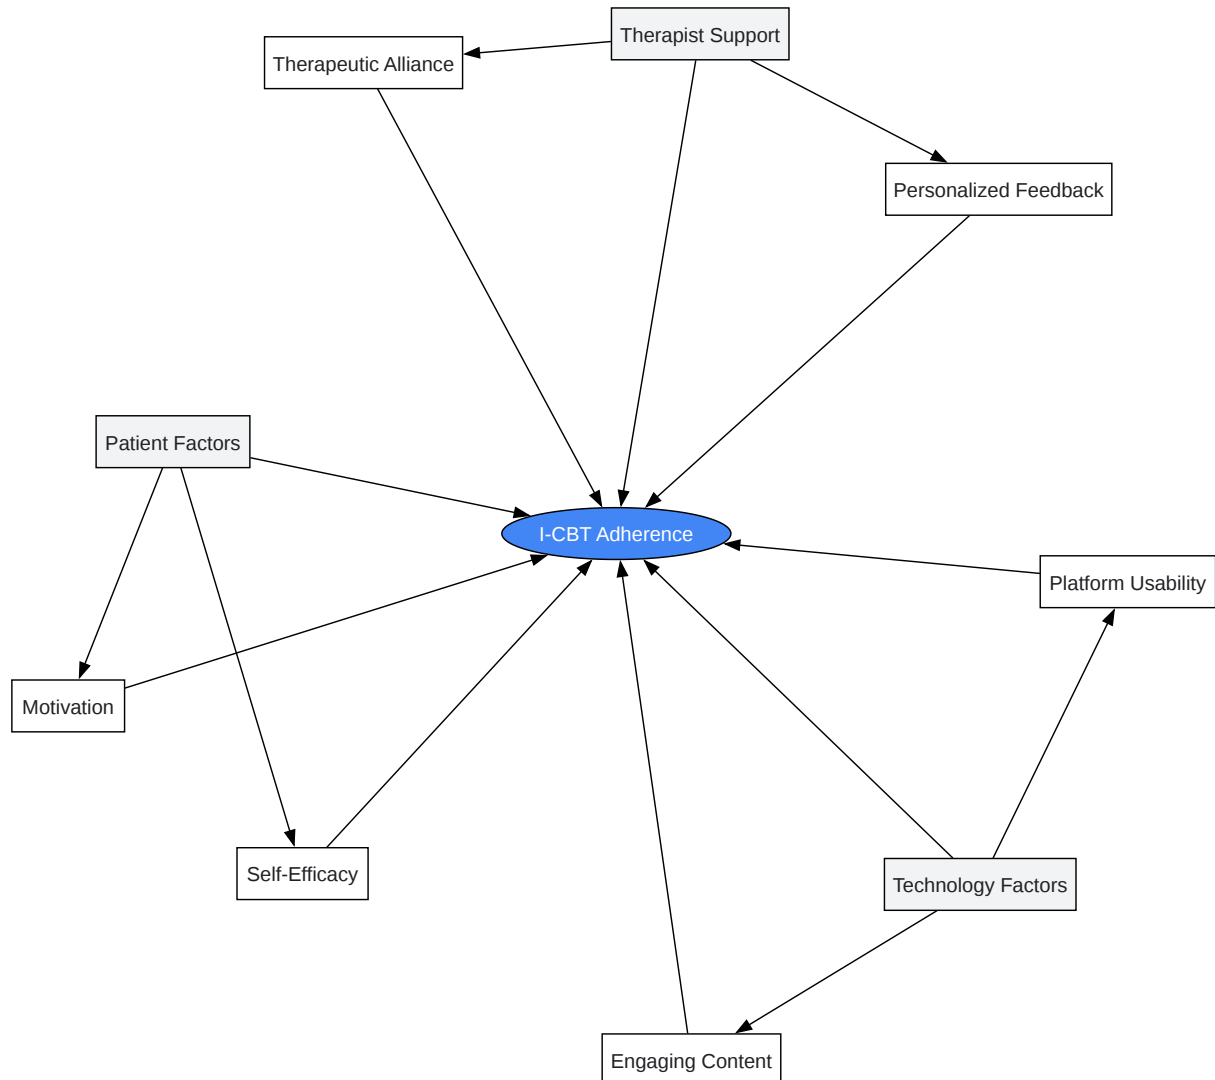 Therapist Support
Therapeutic Alliance
Personalized Feedback
Patient Factors
I-CBT Adherence
Platform Usability
Motivation
Self-Efficacy
Technology Factors
Engaging Content